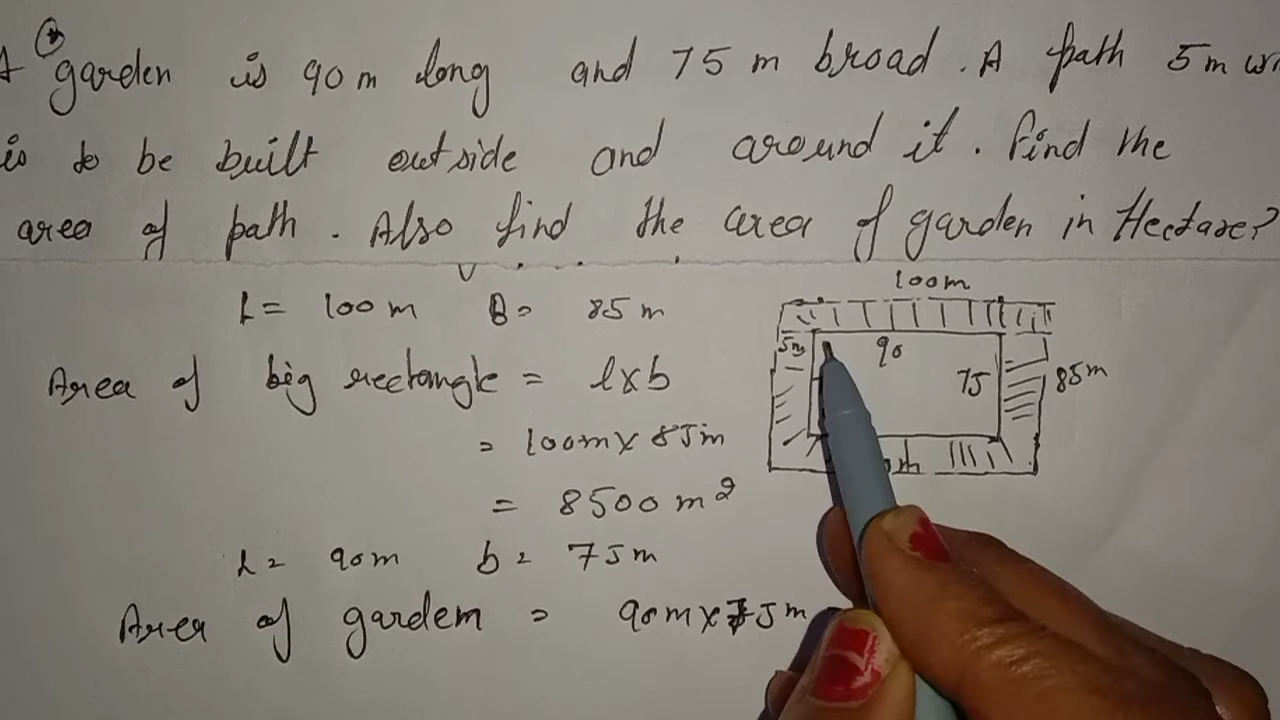 A garden is 90 m long and 75 m broad. A path 5m
is to be built outside and around it. find the
area of path. Also find the area of garden in Hectare?
L = 100 m B = 85 m
100m
Area of big rectangle = l x b
5m 90
75 85m
= 100m x 85m
= 8500 m²
L = 90m b = 75m
Area of gardem = 90m x 75m